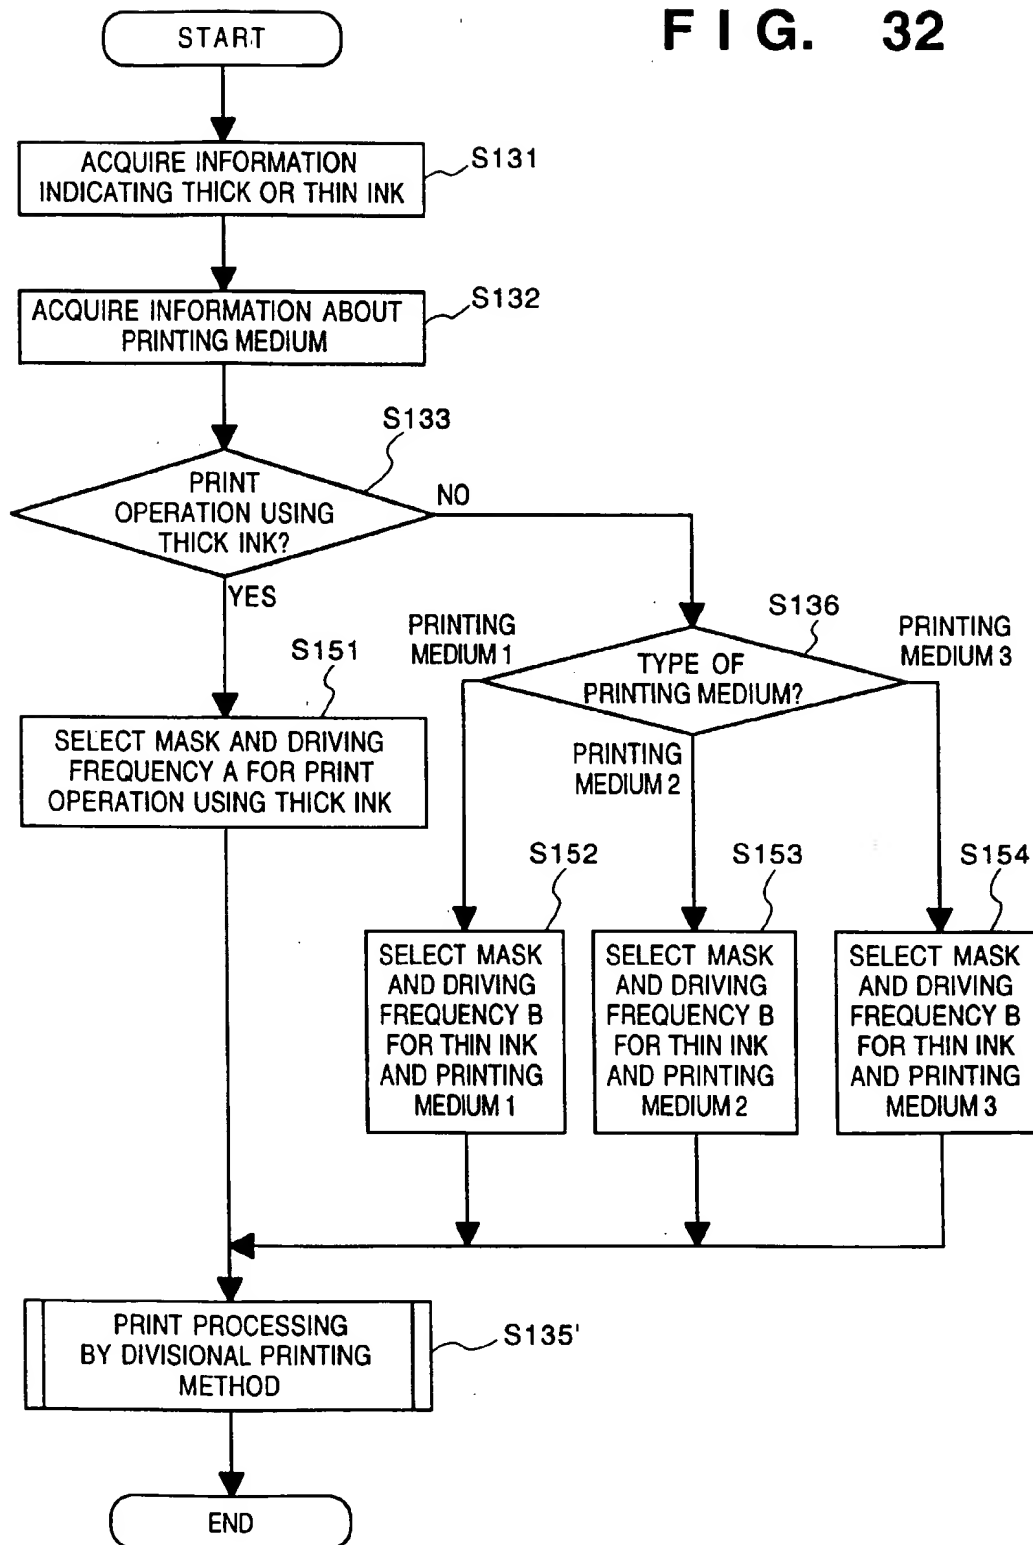 F I G. 32
START
ACQUIRE INFORMATION
INDICATING THICK OR THIN INK
S131
ACQUIRE INFORMATION ABOUT
PRINTING MEDIUM
S132
S133
PRINT
OPERATION USING
THICK INK?
NO
YES
S136
PRINTING
MEDIUM 1
TYPE OF
PRINTING MEDIUM?
PRINTING
MEDIUM 3
PRINTING
MEDIUM 2
S151
SELECT MASK AND DRIVING
FREQUENCY A FOR PRINT
OPERATION USING THICK INK
S152
SELECT MASK
AND DRIVING
FREQUENCY B
FOR THIN INK
AND PRINTING
MEDIUM 1
S153
SELECT MASK
AND DRIVING
FREQUENCY B
FOR THIN INK
AND PRINTING
MEDIUM 2
S154
SELECT MASK
AND DRIVING
FREQUENCY B
FOR THIN INK
AND PRINTING
MEDIUM 3
PRINT PROCESSING
BY DIVISIONAL PRINTING
METHOD
S135'
END